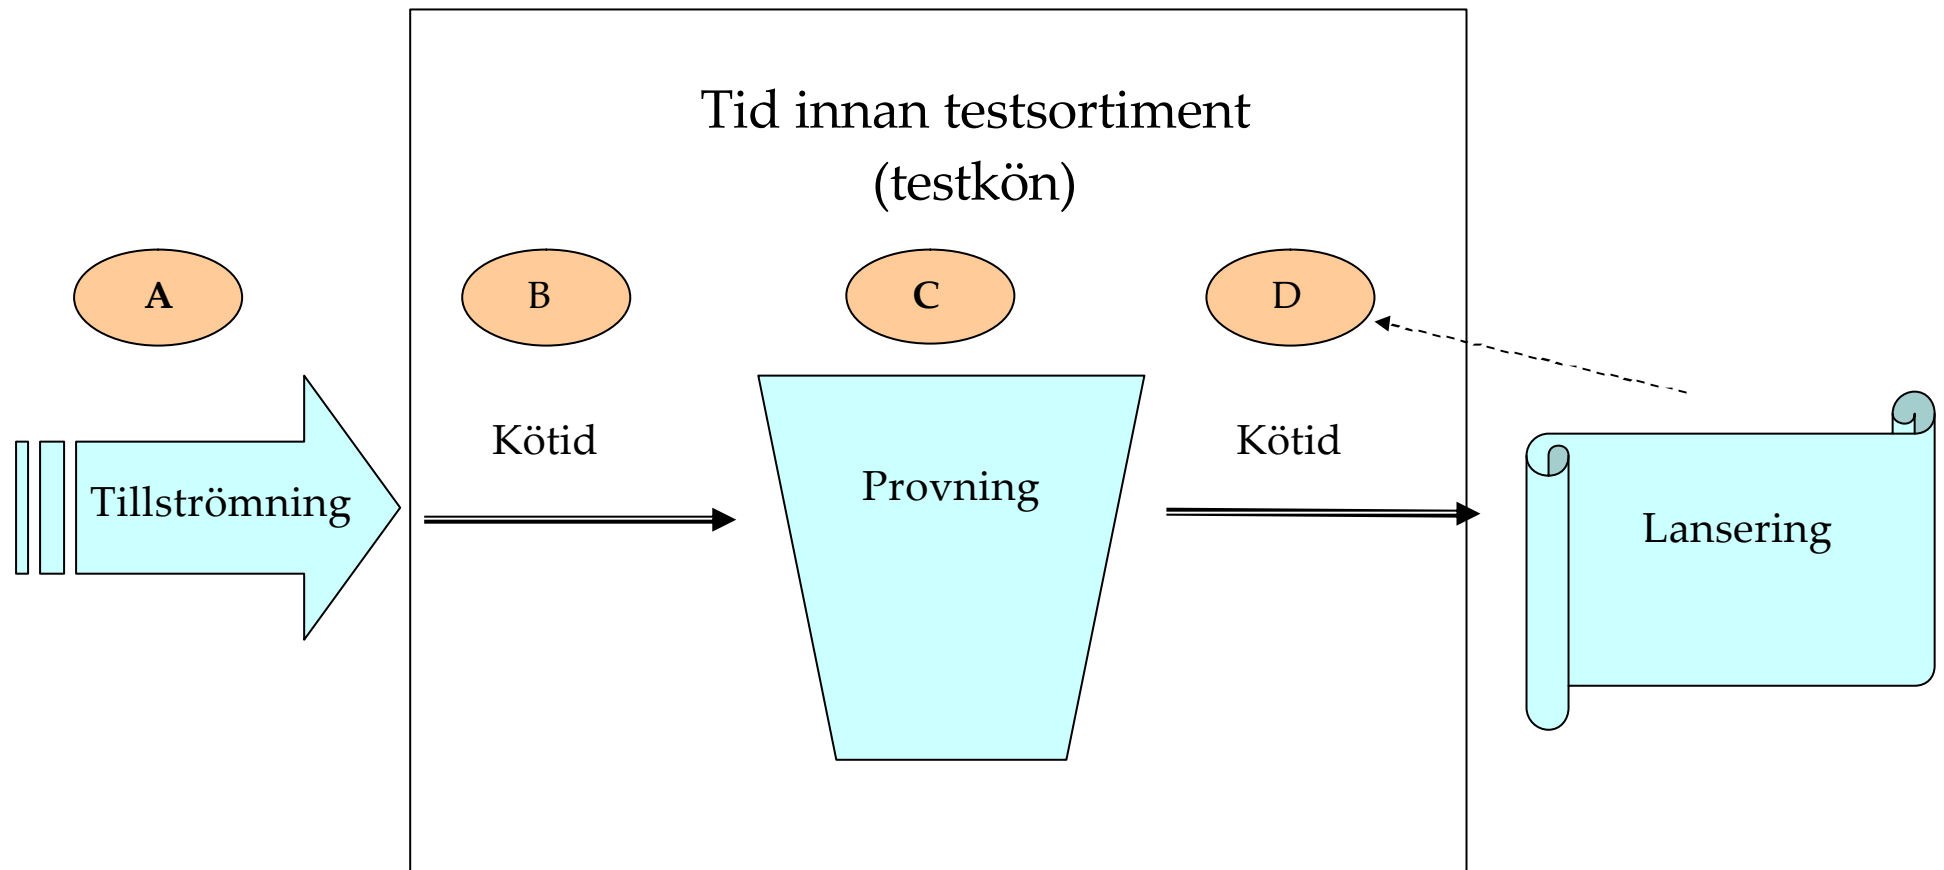 Tid innan testsortiment
(testkön)
A
B
C
D
Kötid
Kötid
Provning
Tillströmning
Lansering